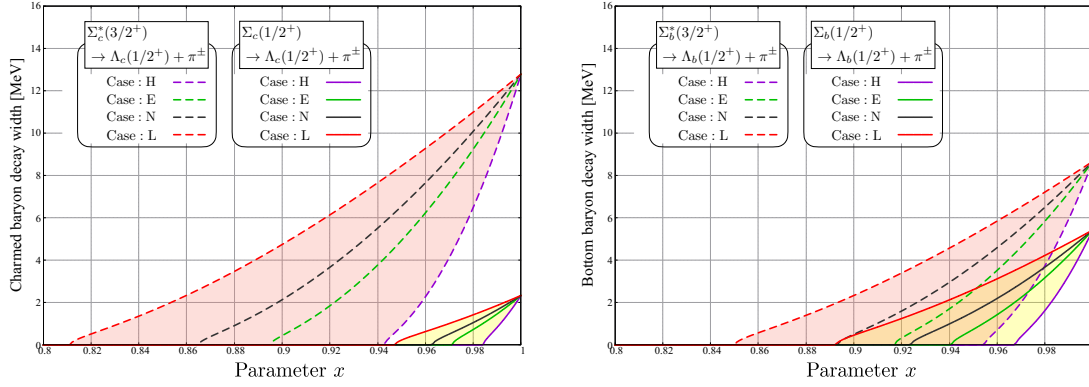 Charmed baryon decay width [MeV]
16
14
12
10
8
6
4
2
0
Σ*c(3/2⁺)
→ Λc(1/2⁺) + π±
Case : H
Case : E
Case : N
Case : L
Σc(1/2⁺)
→ Λc(1/2⁺) + π±
Case : H
Case : E
Case : N
Case : L
0.8 0.82 0.84 0.86 0.88 0.9 0.92 0.94 0.96 0.98 1
Parameter x
Bottom baryon decay width [MeV]
16
14
12
10
8
6
4
2
0
Σ*b(3/2⁺)
→ Λb(1/2⁺) + π±
Case : H
Case : E
Case : N
Case : L
Σb(1/2⁺)
→ Λb(1/2⁺) + π±
Case : H
Case : E
Case : N
Case : L
0.8 0.82 0.84 0.86 0.88 0.9 0.92 0.94 0.96 0.98
Parameter x